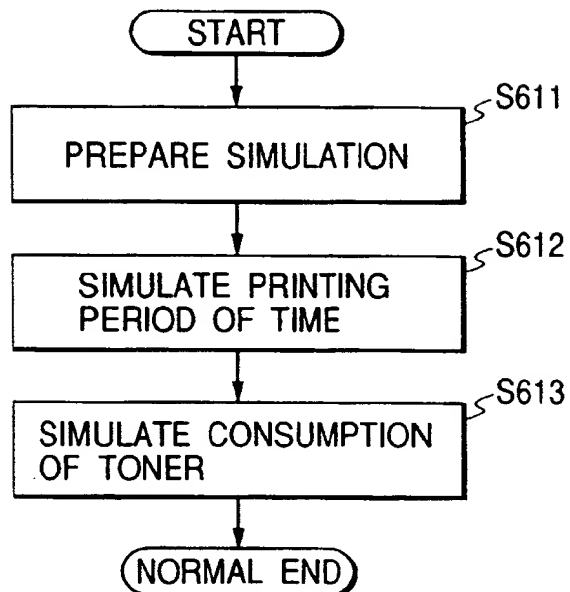 START
S611
PREPARE SIMULATION
S612
SIMULATE PRINTING
PERIOD OF TIME
S613
SIMULATE CONSUMPTION
OF TONER
NORMAL END